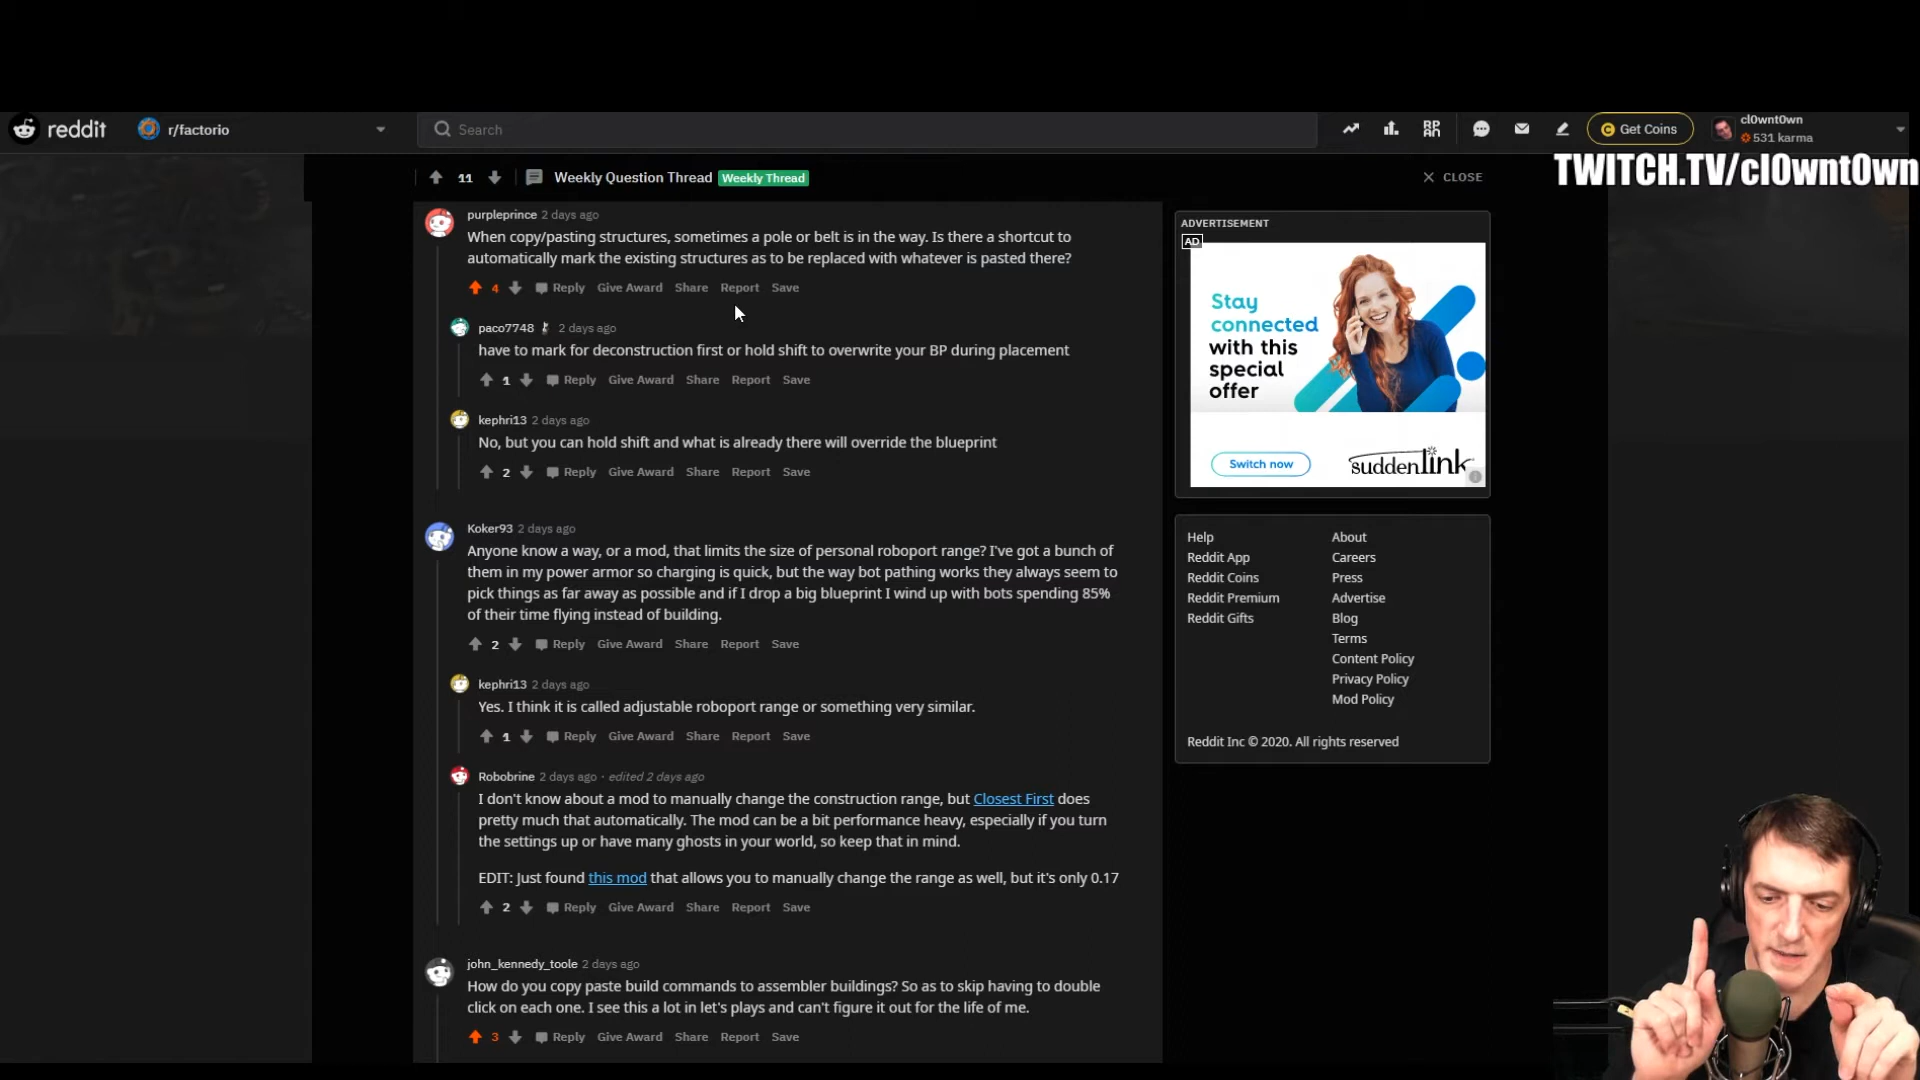 reddit
r/factorio
Search
Get Coins
cl0wnt0wn
531 karma
TWITCH.TV/cl0wnt0wn
11
Weekly Question Thread
Weekly Thread
CLOSE
purpleprince 2 days ago
When copy/pasting structures, sometimes a pole or belt is in the way. Is there a shortcut to
automatically mark the existing structures as to be replaced with whatever is pasted there?
4 Reply Give Award Share Report Save
paco7748 2 days ago
have to mark for deconstruction first or hold shift to overwrite your BP during placement
1 Reply Give Award Share Report Save
kephri13 2 days ago
No, but you can hold shift and what is already there will override the blueprint
2 Reply Give Award Share Report Save
Koker93 2 days ago
Anyone know a way, or a mod, that limits the size of personal roboport range? I've got a bunch of
them in my power armor so charging is quick, but the way bot pathing works they always seem to
pick things as far away as possible and if I drop a big blueprint I wind up with bots spending 85%
of their time flying instead of building.
2 Reply Give Award Share Report Save
kephri13 2 days ago
Yes. I think it is called adjustable roboport range or something very similar.
1 Reply Give Award Share Report Save
Robobrine 2 days ago · edited 2 days ago
I don't know about a mod to manually change the construction range, but Closest First does
pretty much that automatically. The mod can be a bit performance heavy, especially if you turn
the settings up or have many ghosts in your world, so keep that in mind.
EDIT: Just found this mod that allows you to manually change the range as well, but it's only 0.17
2 Reply Give Award Share Report Save
john_kennedy_toole 2 days ago
How do you copy paste build commands to assembler buildings? So as to skip having to double
click on each one. I see this a lot in let's plays and can't figure it out for the life of me.
3 Reply Give Award Share Report Save
ADVERTISEMENT
AD
Stay
connected
with this
special
offer
Switch now
suddenlink
Help
Reddit App
Reddit Coins
Reddit Premium
Reddit Gifts
About
Careers
Press
Advertise
Blog
Terms
Content Policy
Privacy Policy
Mod Policy
Reddit Inc © 2020. All rights reserved